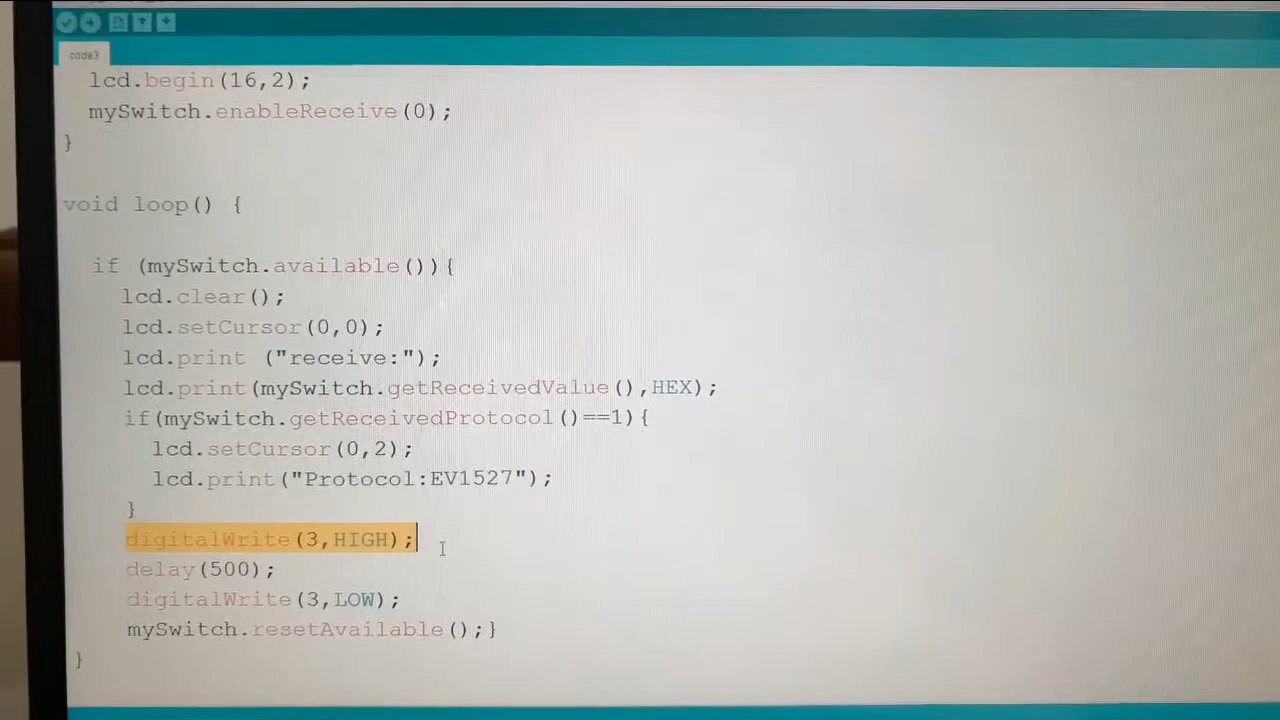 code3
lcd.begin(16,2);
mySwitch.enableReceive(0);
}
void loop() {
if (mySwitch.available()){
lcd.clear();
lcd.setCursor(0,0);
lcd.print ("receive:");
lcd.print(mySwitch.getReceivedValue(),HEX);
if(mySwitch.getReceivedProtocol()==1){
lcd.setCursor(0,2);
lcd.print("Protocol:EV1527");
}
digitalWrite(3,HIGH);
delay(500);
digitalWrite(3,LOW);
mySwitch.resetAvailable();}
}